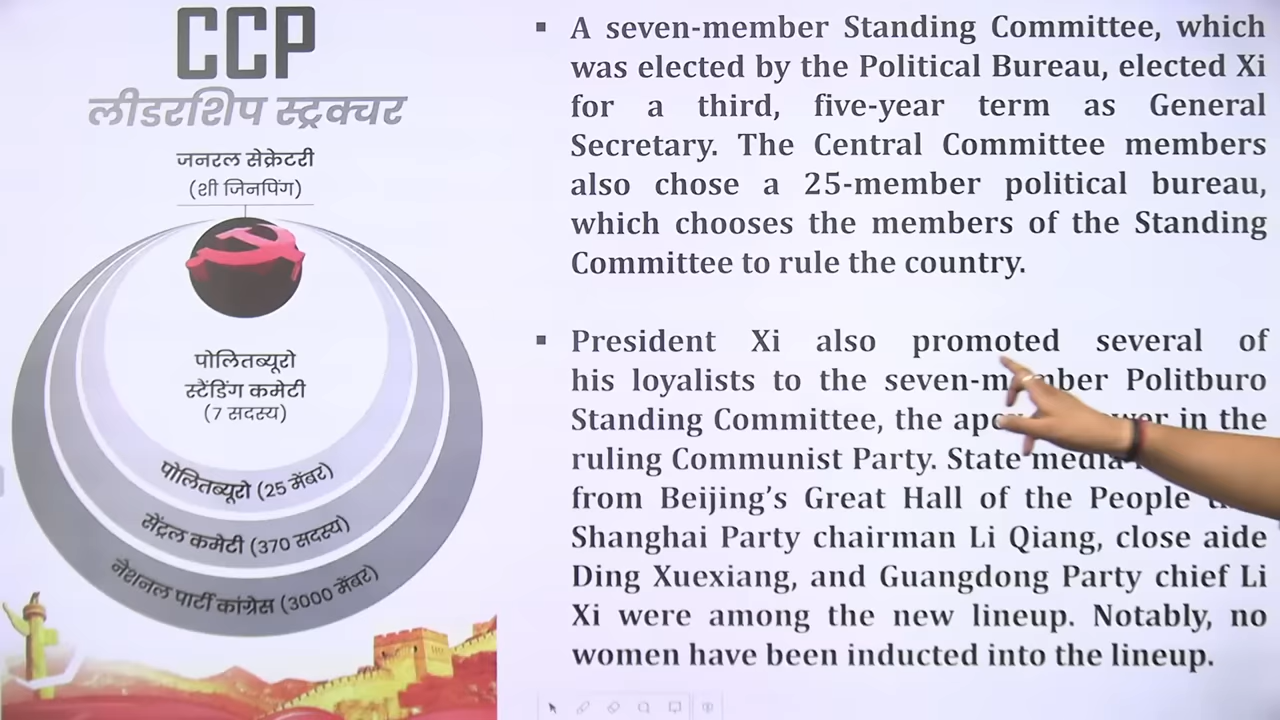 CCP
लीडरशिप स्ट्रक्चर
जनरल सेक्रेटरी
(शी जिनपिंग)
पोलितब्यूरो
स्टैंडिंग कमेटी
(7 सदस्य)
पोलितब्यूरो (25 मेंबर)
सेंट्रल कमेटी (370 सदस्य)
नेशनल पार्टी कांग्रेस (3000 मेंबर)
▪ A seven-member Standing Committee, which
was elected by the Political Bureau, elected Xi
for a third, five-year term as General
Secretary. The Central Committee members
also chose a 25-member political bureau,
which chooses the members of the Standing
Committee to rule the country.
▪ President Xi also promoted several of
his loyalists to the seven-member Politburo
Standing Committee, the in the
ruling Communist Party. State media
from Beijing’s Great Hall of the People
Shanghai Party chairman Li Qiang, close aide
Ding Xuexiang, and Guangdong Party chief Li
Xi were among the new lineup. Notably, no
women have been inducted into the lineup.